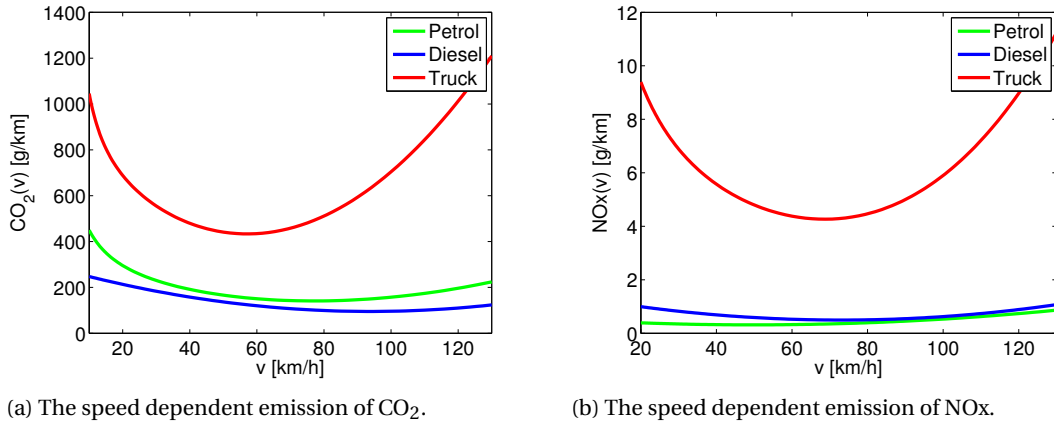 1400
1200
1000
800
600
400
200
0
CO2(v) [g/km]
20 40 60 80 100 120
v [km/h]
Petrol
Diesel
Truck
(a) The speed dependent emission of CO2.
12
10
8
6
4
2
0
NOx(v) [g/km]
20 40 60 80 100 120
v [km/h]
Petrol
Diesel
Truck
(b) The speed dependent emission of NOx.